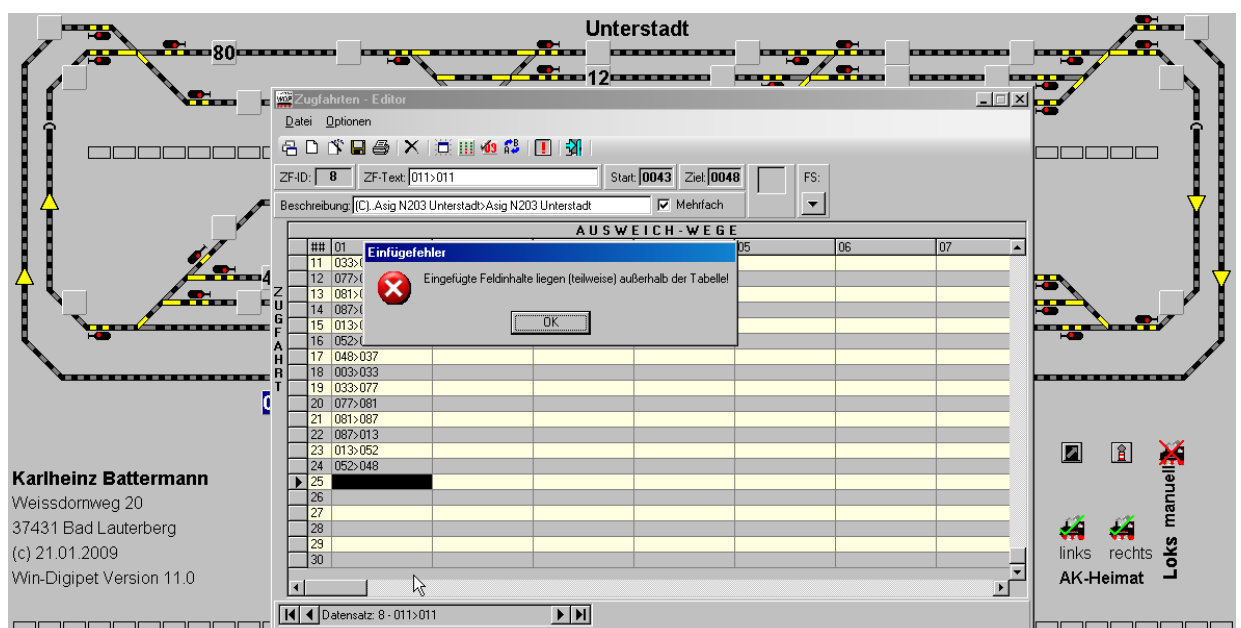 Unterstadt
80
12
Zugfahrten - Editor
Datei Optionen
ZF-ID: 8 ZF-Text: 011>011 Start: 0043 Ziel: 0048 FS:
Beschreibung: (C)..Asig N203 Unterstadt>Asig N203 Unterstadt Mehrfach
AUSWEICH-WEGE
## 01 05 06 07
ZUGFAHRT
11 033>
12 077>
13 081>
14 087>
15 013>
16 052>
17 048>037
18 003>033
19 033>077
20 077>081
21 081>087
22 087>013
23 013>052
24 052>048
25
26
27
28
29
30
Einfügefehler
Eingefügte Feldinhalte liegen (teilweise) außerhalb der Tabelle!
OK
Datensatz: 8 - 011>011
Karlheinz Battermann
Weissdornweg 20
37431 Bad Lauterberg
(c) 21.01.2009
Win-Digipet Version 11.0
links rechts
AK-Heimat
Loks manuell